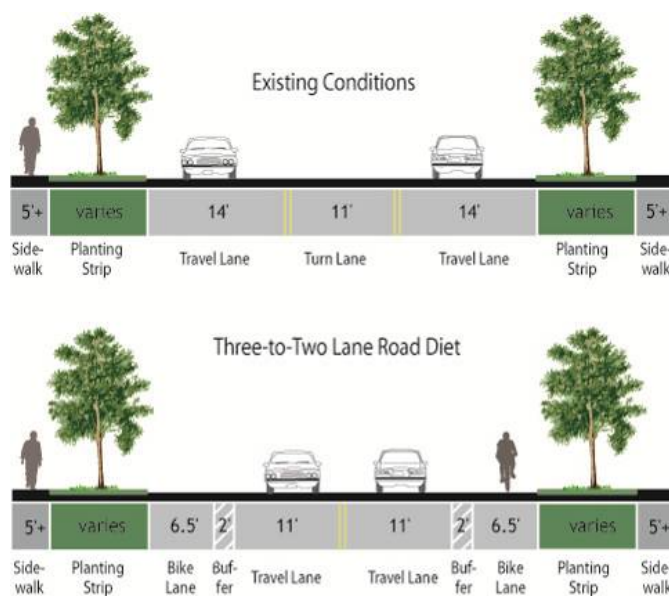 Existing Conditions
5'+ varies 14' 11' 14' varies 5'+
Side- Planting Travel Lane Turn Lane Travel Lane Planting Side-
walk Strip Strip walk
Three-to-Two Lane Road Diet
5'+ varies 6.5' 2' 11' 11' 2' 6.5' varies 5'+
Side- Planting Bike Buf- Travel Lane Travel Lane Buf- Bike Planting Side-
walk Strip Lane fer fer Lane Strip walk